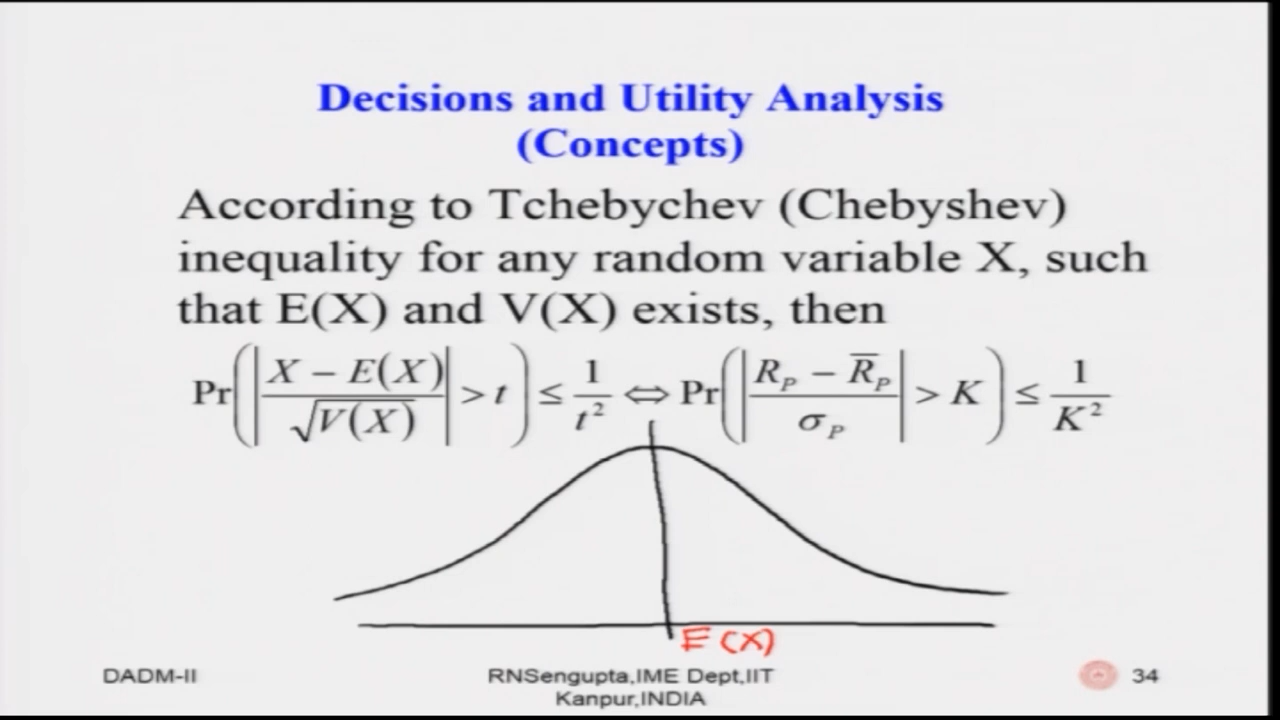 Decisions and Utility Analysis
(Concepts)
According to Tchebychev (Chebyshev)
inequality for any random variable X, such
that E(X) and V(X) exists, then
Pr(|X − E(X)/√V(X)| > t) ≤ 1/t² ⇔ Pr(|R_P − R̅_P/σ_P| > K) ≤ 1/K²
E(X)
DADM-II
RNSengupta,IME Dept,IIT
Kanpur,INDIA
34